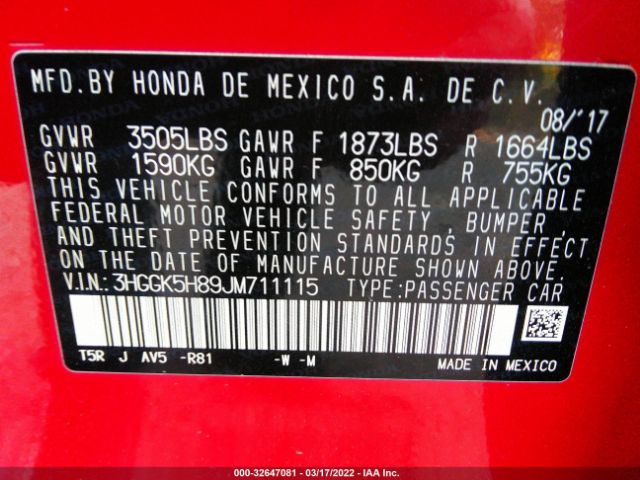 MFD.BY HONDA DE MEXICO S.A. DE C.V.
08/'17
GVWR 3505LBS GAWR F 1873LBS R 1664LBS
GVWR 1590KG GAWR F 850KG R 755KG
THIS VEHICLE CONFORMS TO ALL APPLICABLE
FEDERAL MOTOR VEHICLE SAFETY, BUMPER,
AND THEFT PREVENTION STANDARDS IN EFFECT
ON THE DATE OF MANUFACTURE SHOWN ABOVE.
V.I.N.: 3HGGK5H89JM711115 TYPE:PASSENGER CAR
T5R J AV5 -R81 -W -M MADE IN MEXICO
000-32647081 - 03/17/2022 - IAA Inc.